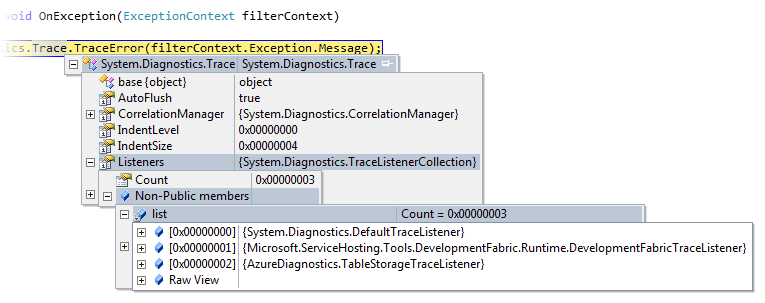 void OnException(ExceptionContext filterContext)
ics.Trace.TraceError(filterContext.Exception.Message);
System.Diagnostics.Trace System.Diagnostics.Trace
base {object} object
AutoFlush true
CorrelationManager {System.Diagnostics.CorrelationManager}
IndentLevel 0x00000000
IndentSize 0x00000004
Listeners {System.Diagnostics.TraceListenerCollection}
Count 0x00000003
Non-Public members
list Count = 0x00000003
[0x00000000] {System.Diagnostics.DefaultTraceListener}
[0x00000001] {Microsoft.ServiceHosting.Tools.DevelopmentFabric.Runtime.DevelopmentFabricTraceListener}
[0x00000002] {AzureDiagnostics.TableStorageTraceListener}
Raw View